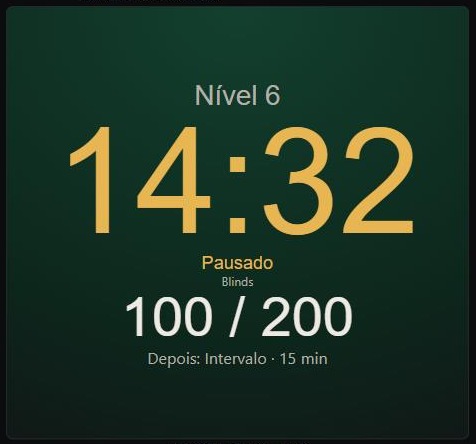 Nível 6
14:32
Pausado
Blinds
100 / 200
Depois: Intervalo · 15 min